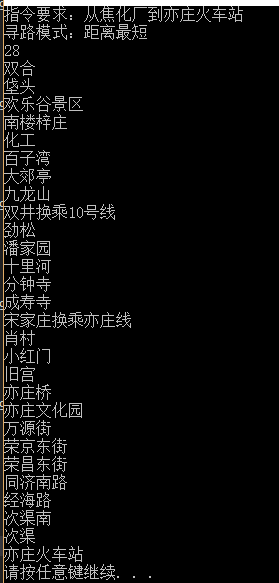 指令要求：从焦化厂到亦庄火车站
寻路模式：距离最短
28
双合
垡头
欢乐谷景区
南楼梓庄
化工
百子湾
大郊亭
九龙山
双井换乘10号线
劲松
潘家园
十里河
分钟寺
成寿寺
宋家庄换乘亦庄线
肖村
小红门
旧宫
亦庄桥
亦庄文化园
万源街
荣京东街
荣昌东街
同济南路
经海路
次渠南
次渠
亦庄火车站
请按任意键继续. . .